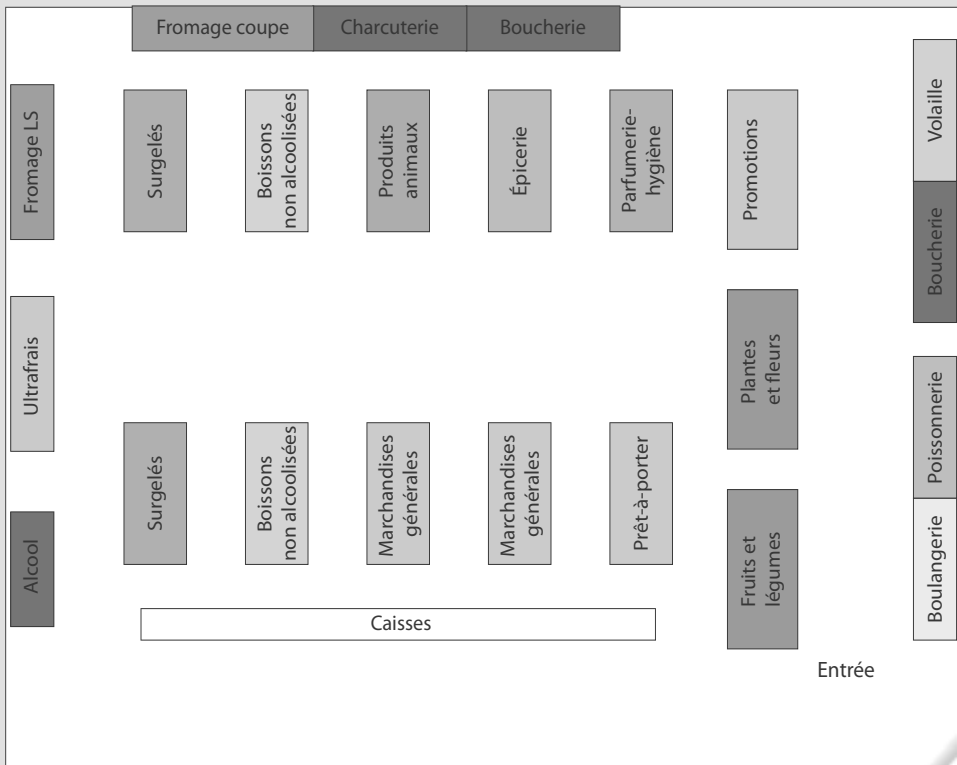 Fromage coupe
Charcuterie
Boucherie
Fromage LS
Surgelés
Boissons
non alcoolisées
Produits
animaux
Épicerie
Parfumerie-
hygiène
Promotions
Volaille
Boucherie
Ultrafrais
Plantes
et fleurs
Poissonnerie
Alcool
Surgelés
Boissons
non alcoolisées
Marchandises
générales
Marchandises
générales
Prêt-à-porter
Fruits et
légumes
Boulangerie
Caisses
Entrée